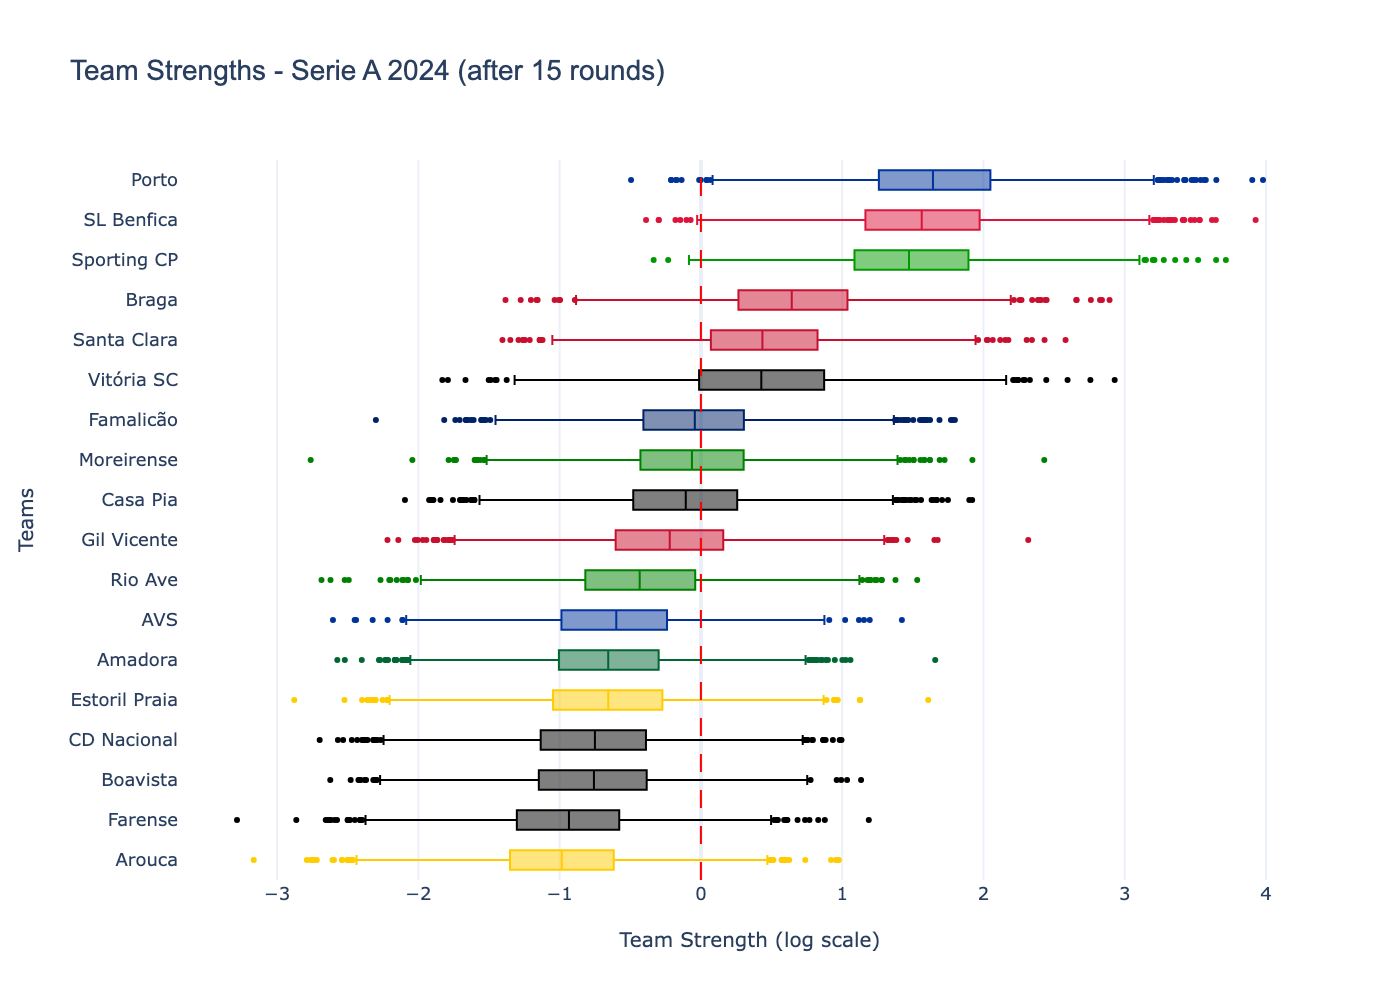 Team Strengths - Serie A 2024 (after 15 rounds)
Porto
SL Benfica
Sporting CP
Braga
Santa Clara
Vitória SC
Famalicão
Moreirense
Casa Pia
Gil Vicente
Rio Ave
AVS
Amadora
Estoril Praia
CD Nacional
Boavista
Farense
Arouca
Teams
−3 −2 −1 0 1 2 3 4
Team Strength (log scale)